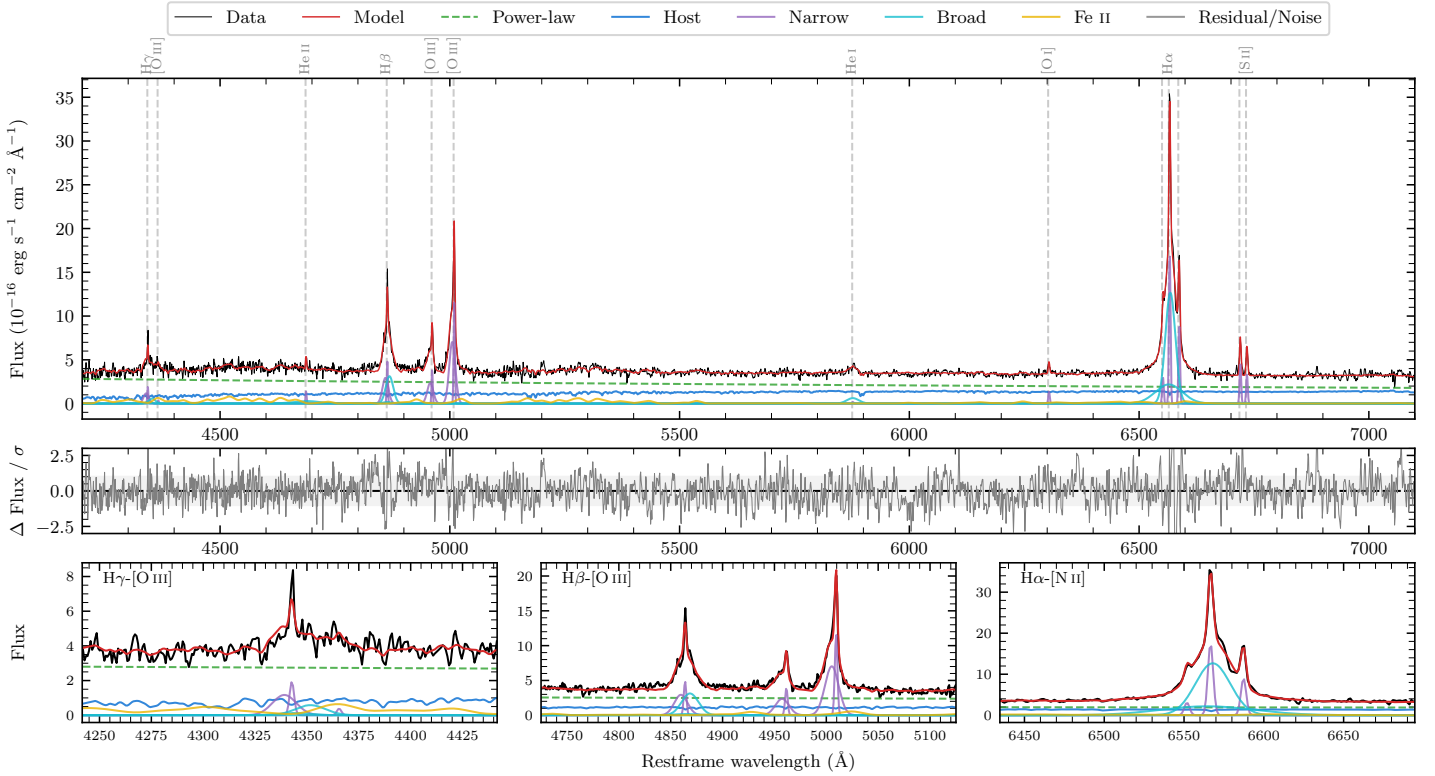 Data Model Power-law Host Narrow Broad Fe II Residual/Noise
Hγ [O III] He II Hβ [O III] [O III] He I [O I] Hα [S II]
Flux (10⁻¹⁶ erg s⁻¹ cm⁻² Å⁻¹)
35
30
25
20
15
10
5
0
4500 5000 5500 6000 6500 7000
Δ Flux / σ
2.5
0.0
−2.5
4500 5000 5500 6000 6500 7000
Flux
Hγ-[O III]
8
6
4
2
0
4250 4275 4300 4325 4350 4375 4400 4425
Hβ-[O III]
20
15
10
5
0
4750 4800 4850 4900 4950 5000 5050 5100
Hα-[N II]
30
20
10
0
6450 6500 6550 6600 6650
Restframe wavelength (Å)